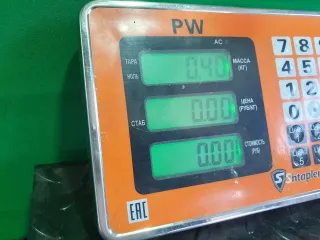 PW
AC
ТАРА
НОЛЬ
0.40
МАССА
(КГ)
7 8
4 5
1 2
СТАБ
0.00
ЦЕНА
(РУБ/КГ)
0.00
СТОИМОСТЬ
(РУБ)
EAC